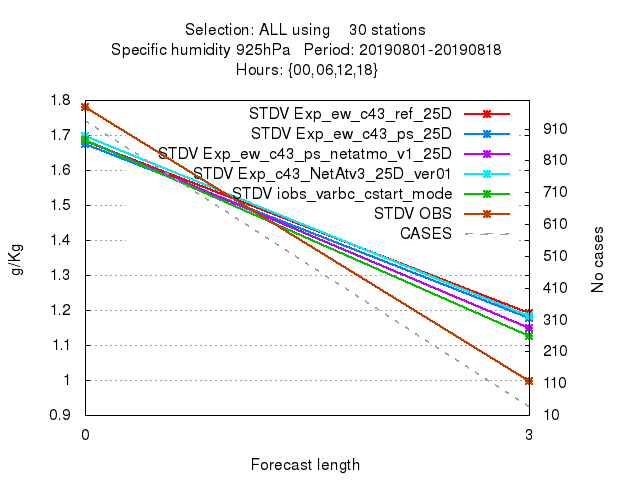 Selection: ALL using 30 stations
Specific humidity 925hPa Period: 20190801-20190818
Hours: {00,06,12,18}
STDV Exp_ew_c43_ref_25D
STDV Exp_ew_c43_ps_25D
STDV Exp_ew_c43_ps_netatmo_v1_25D
STDV Exp_c43_NetAtv3_25D_ver01
STDV iobs_varbc_cstart_mode
STDV OBS
CASES
1.8
1.7
1.6
1.5
1.4
1.3
1.2
1.1
1
0.9
g/Kg
910
810
710
610
510
410
310
210
110
10
No cases
0 3
Forecast length